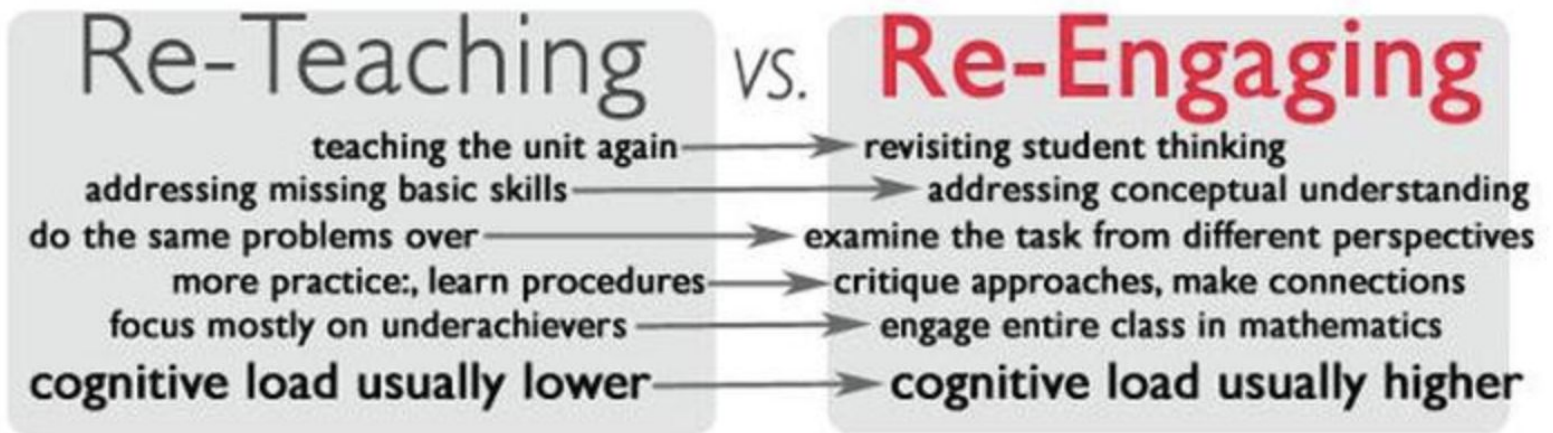 Re-Teaching vs. Re-Engaging
teaching the unit again revisiting student thinking
addressing missing basic skills addressing conceptual understanding
do the same problems over examine the task from different perspectives
more practice:, learn procedures critique approaches, make connections
focus mostly on underachievers engage entire class in mathematics
cognitive load usually lower cognitive load usually higher